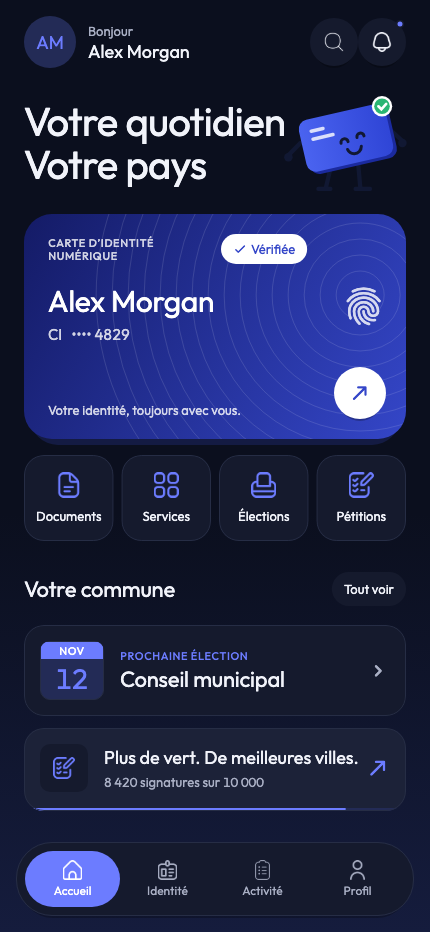 AM
Bonjour
Alex Morgan
Votre quotidien
Votre pays
CARTE D'IDENTITÉ
NUMÉRIQUE
Vérifiée
Alex Morgan
CI •••• 4829
Votre identité, toujours avec vous.
Documents
Services
Élections
Pétitions
Votre commune
Tout voir
NOV
12
PROCHAINE ÉLECTION
Conseil municipal
Plus de vert. De meilleures villes.
8 420 signatures sur 10 000
Accueil
Identité
Activité
Profil